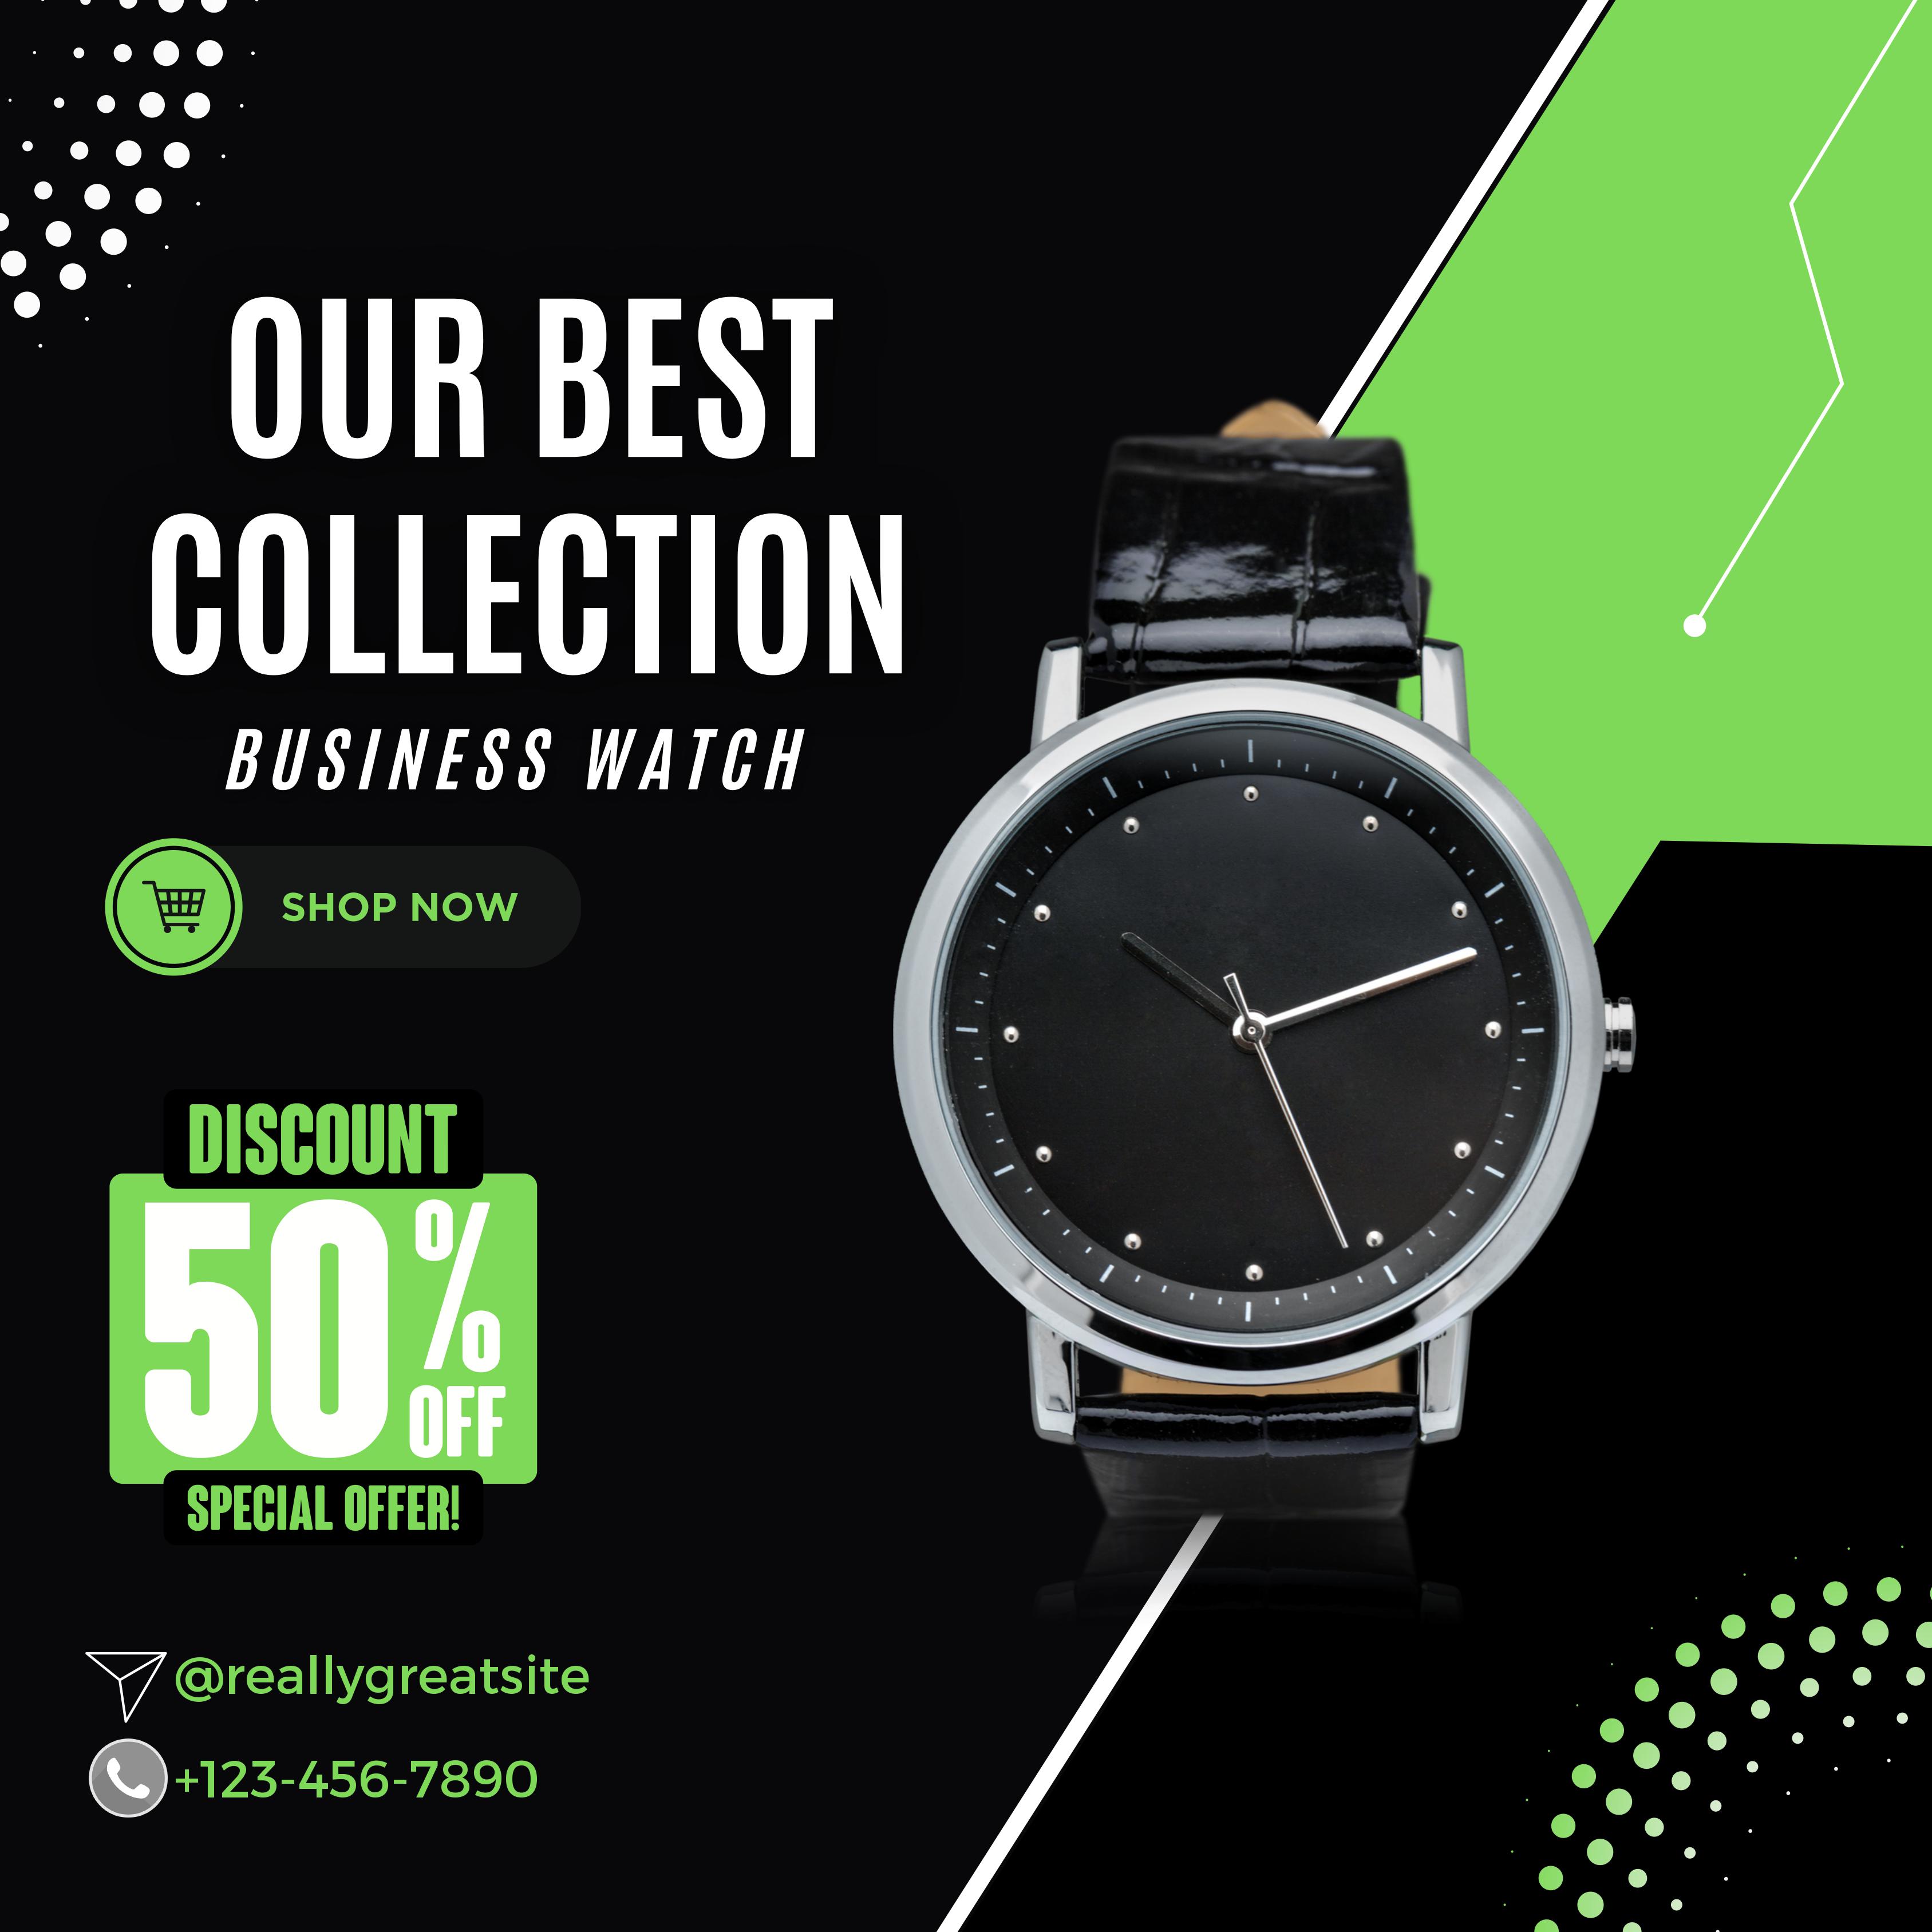 OUR BEST
COLLECTION
BUSINESS WATCH
SHOP NOW
DISCOUNT
50%
OFF
SPECIAL OFFER!
@reallygreatsite
+123-456-7890